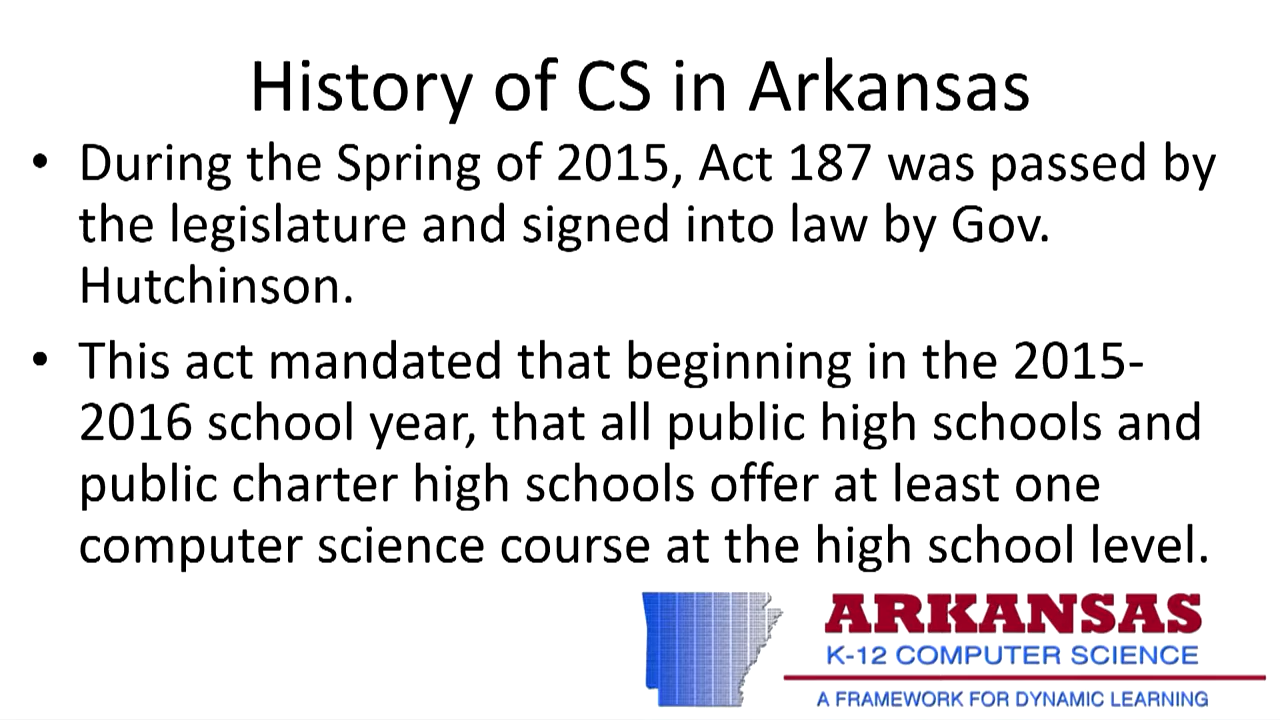 History of CS in Arkansas
• During the Spring of 2015, Act 187 was passed by
the legislature and signed into law by Gov.
Hutchinson.
• This act mandated that beginning in the 2015-
2016 school year, that all public high schools and
public charter high schools offer at least one
computer science course at the high school level.
ARKANSAS
K-12 COMPUTER SCIENCE
A FRAMEWORK FOR DYNAMIC LEARNING